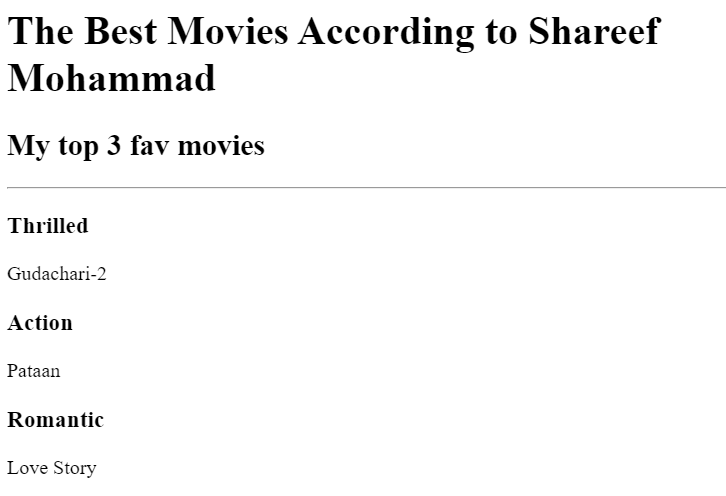 The Best Movies According to Shareef
Mohammad
My top 3 fav movies
Thrilled
Gudachari-2
Action
Pataan
Romantic
Love Story